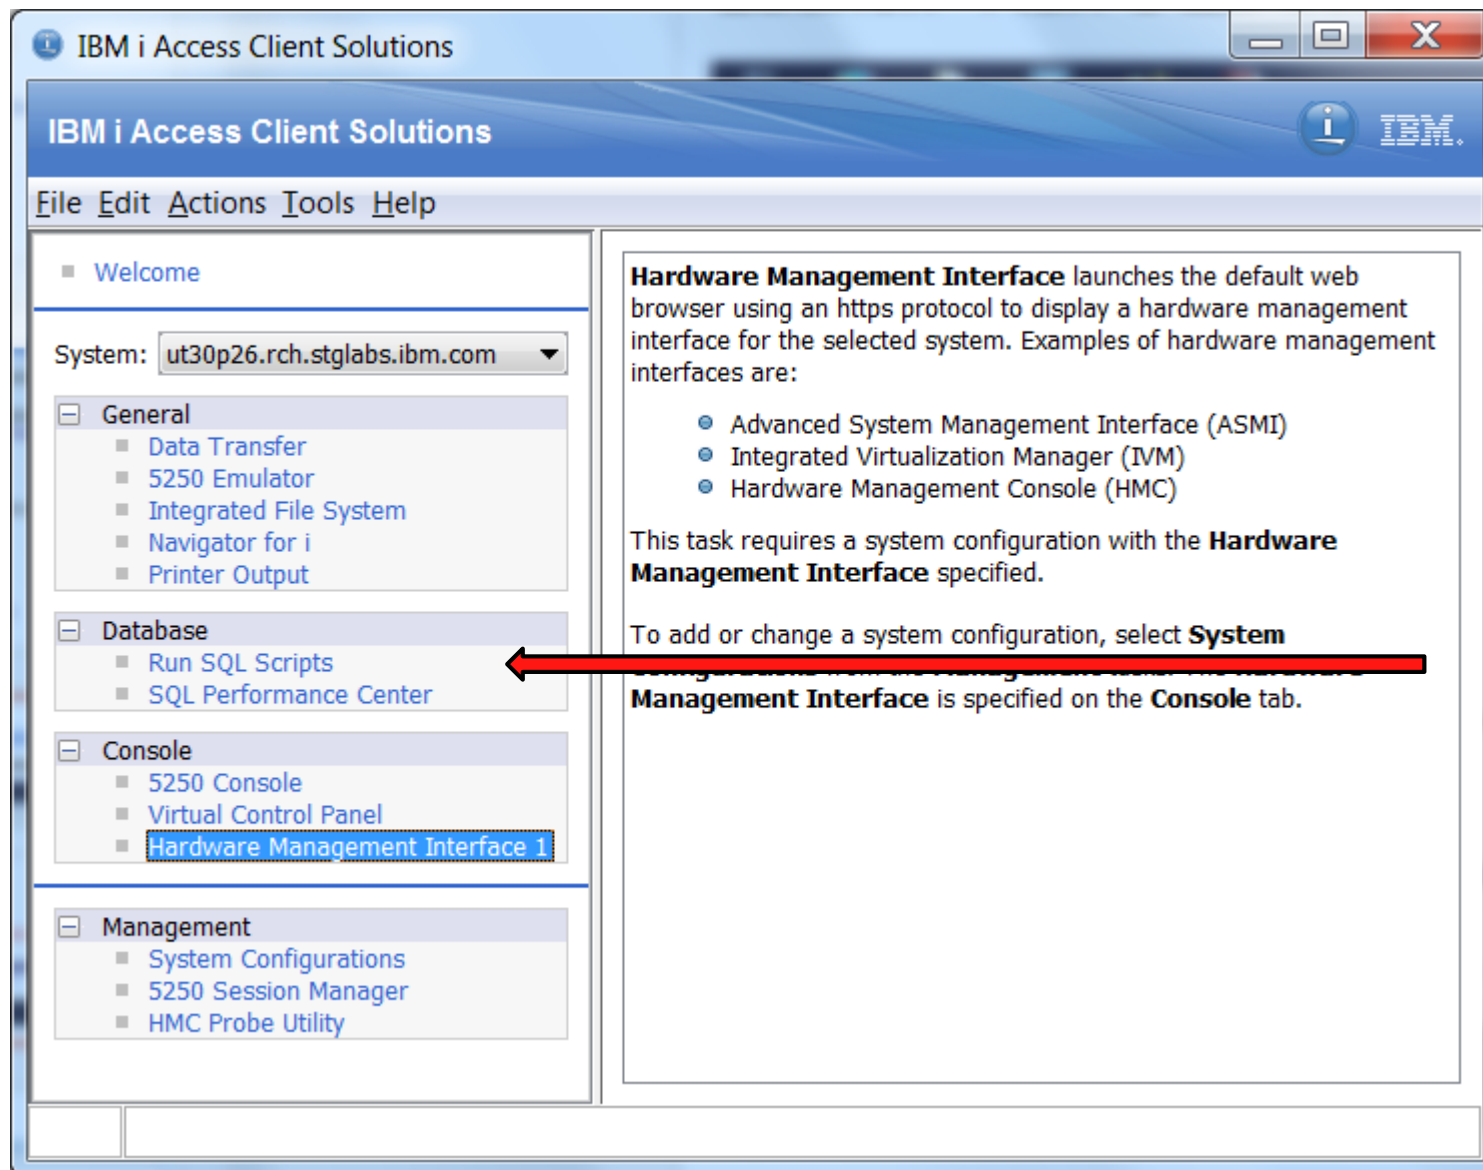 IBM i Access Client Solutions
IBM i Access Client Solutions
IBM.
File Edit Actions Tools Help
Welcome
System: ut30p26.rch.stglabs.ibm.com
General
Data Transfer
5250 Emulator
Integrated File System
Navigator for i
Printer Output
Database
Run SQL Scripts
SQL Performance Center
Console
5250 Console
Virtual Control Panel
Hardware Management Interface 1
Management
System Configurations
5250 Session Manager
HMC Probe Utility
Hardware Management Interface launches the default web
browser using an https protocol to display a hardware management
interface for the selected system. Examples of hardware management
interfaces are:
Advanced System Management Interface (ASMI)
Integrated Virtualization Manager (IVM)
Hardware Management Console (HMC)
This task requires a system configuration with the Hardware
Management Interface specified.
To add or change a system configuration, select System
Management Interface is specified on the Console tab.